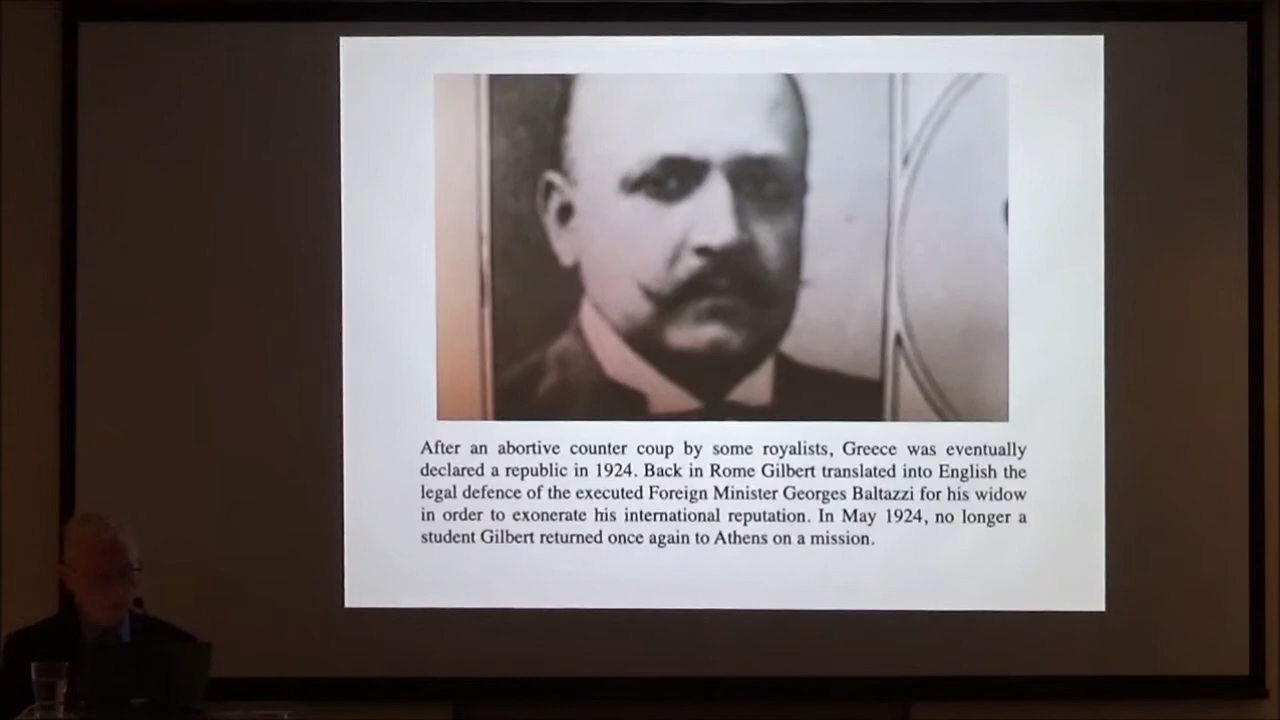 After an abortive counter coup by some royalists, Greece was eventually
declared a republic in 1924. Back in Rome Gilbert translated into English the
legal defence of the executed Foreign Minister Georges Baltazzi for his widow
in order to exonerate his international reputation. In May 1924, no longer a
student Gilbert returned once again to Athens on a mission.